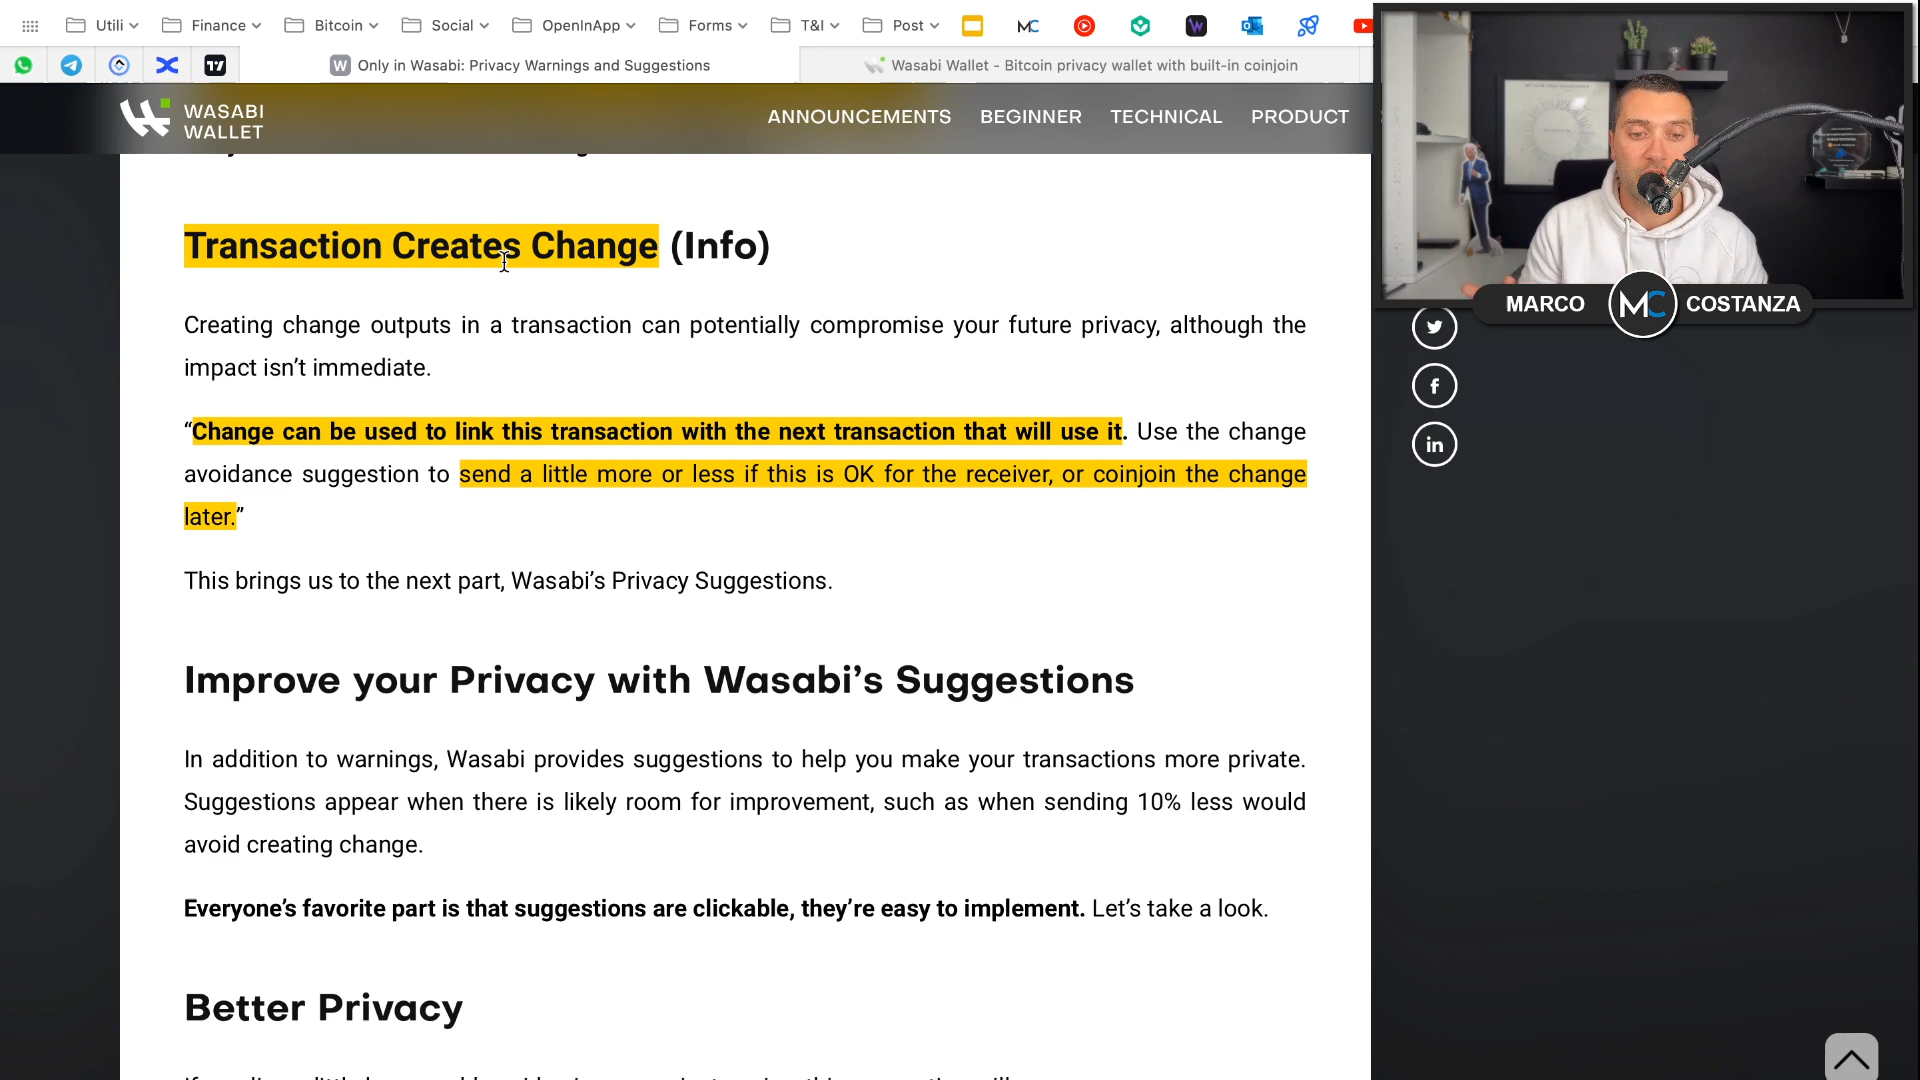 Utili
Finance
Bitcoin
Social
OpenInApp
Forms
T&I
Post
MC
Only in Wasabi: Privacy Warnings and Suggestions
Wasabi Wallet - Bitcoin privacy wallet with built-in coinjoin
WASABI
WALLET
ANNOUNCEMENTS BEGINNER TECHNICAL PRODUCT
Transaction Creates Change (Info)
Creating change outputs in a transaction can potentially compromise your future privacy, although the
impact isn’t immediate.
“Change can be used to link this transaction with the next transaction that will use it. Use the change
avoidance suggestion to send a little more or less if this is OK for the receiver, or coinjoin the change
later.”
This brings us to the next part, Wasabi’s Privacy Suggestions.
Improve your Privacy with Wasabi’s Suggestions
In addition to warnings, Wasabi provides suggestions to help you make your transactions more private.
Suggestions appear when there is likely room for improvement, such as when sending 10% less would
avoid creating change.
Everyone’s favorite part is that suggestions are clickable, they’re easy to implement. Let’s take a look.
Better Privacy
MARCO MC COSTANZA